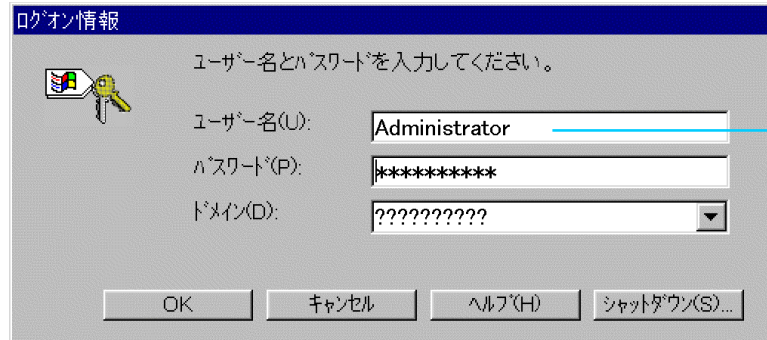 ログオン情報
ユーザー名とパスワードを入力してください。
ユーザー名(U):
Administrator
パスワード(P):
**********
ドメイン(D):
??????????
OK
キャンセル
ヘルプ(H)
シャットダウン(S)...